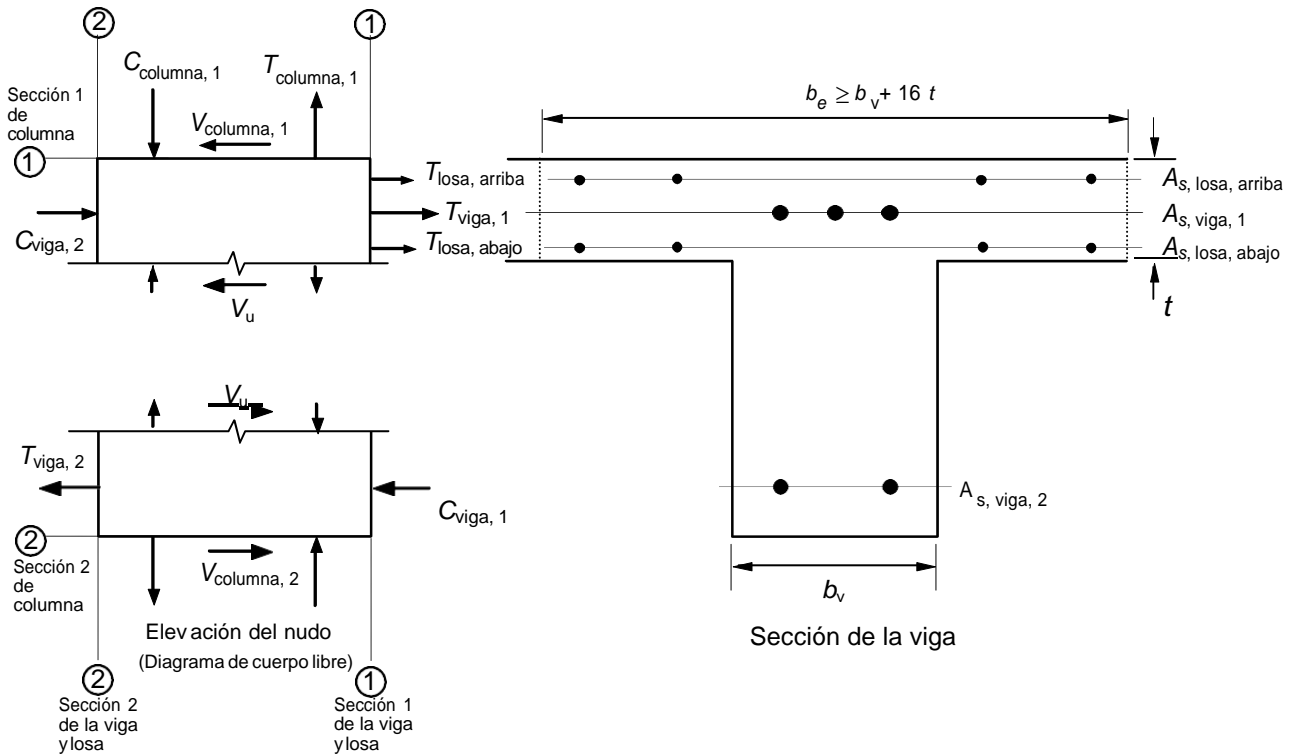 2
1
C columna, 1
T columna, 1
Sección 1
de
columna
1
V columna, 1
T losa, arriba
T viga, 1
T losa, abajo
C viga, 2
V u
b e ≥ b v + 16 t
A s, losa, arriba
A s, viga, 1
A s, losa, abajo
t
V u
T viga, 2
C viga, 1
2
Sección 2
de
columna
V columna, 2
Elevación del nudo
(Diagrama de cuerpo libre)
2
Sección 2
de la viga
y losa
1
Sección 1
de la viga
y losa
A s, viga, 2
b v
Sección de la viga